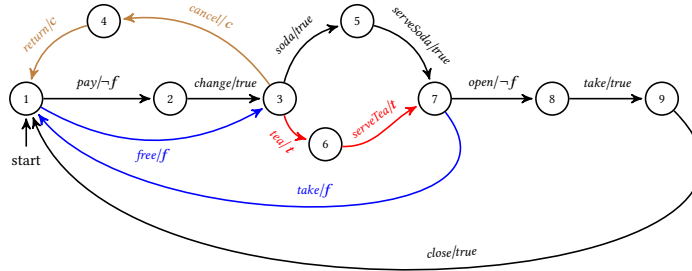 return/c
4
cancel/c
soda/true
5
serveSoda/true
pay/¬f
change/true
open/¬f
take/true
1
2
3
7
8
9
start
free/f
tea/t
6
serveTea/t
take/f
close/true